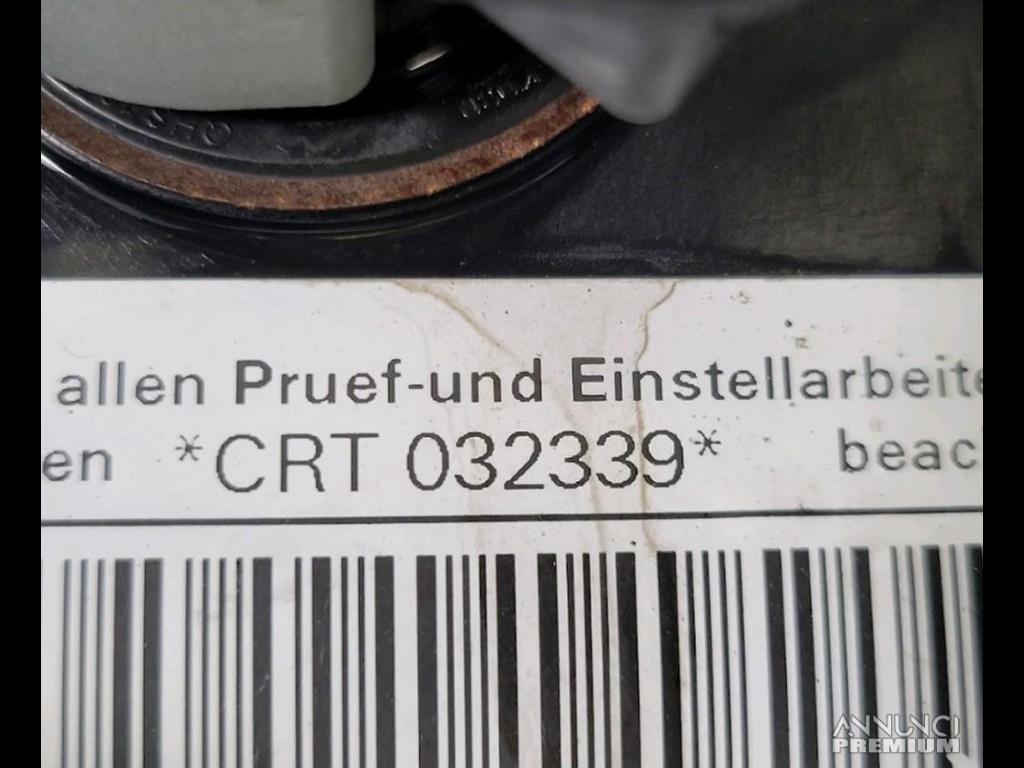 allen Pruef-und Einstellarbeite
en *CRT 032339* beac
ANNUNCI
PREMIUM